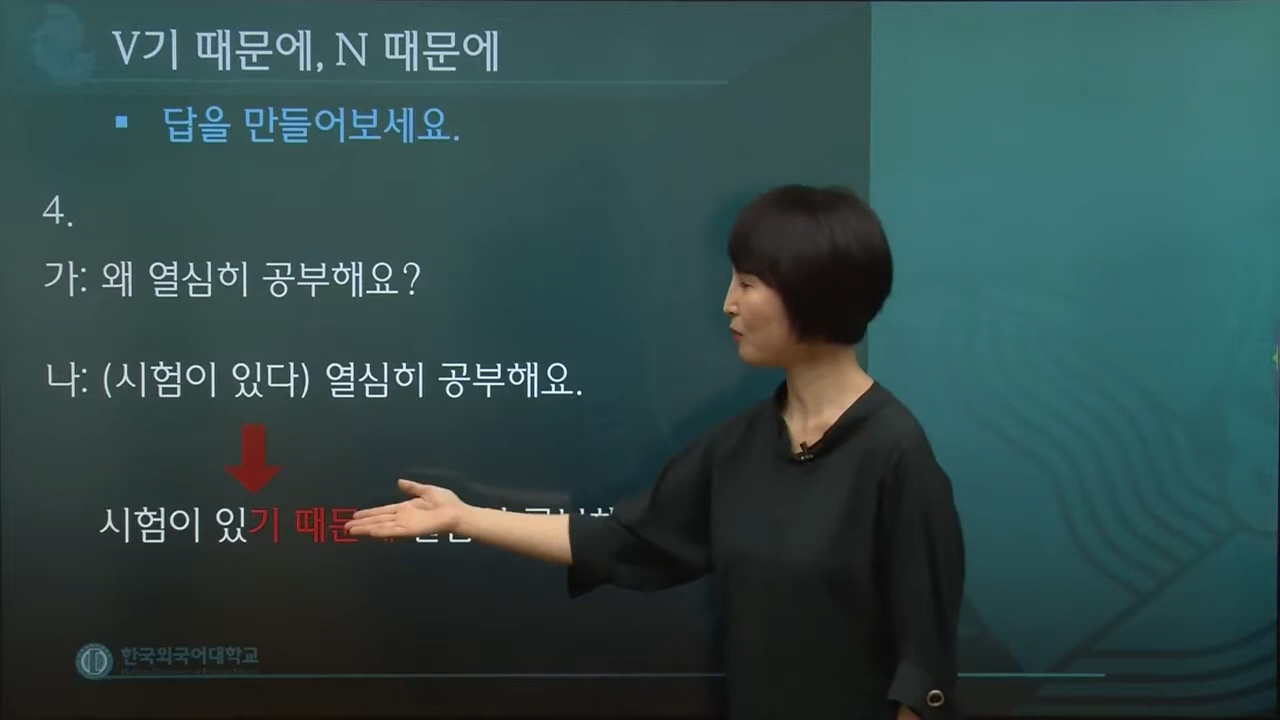 V기 때문에, N 때문에
▪ 답을 만들어보세요.
4.
가: 왜 열심히 공부해요?
나: (시험이 있다) 열심히 공부해요.
시험이 있기 때문
한국외국어대학교